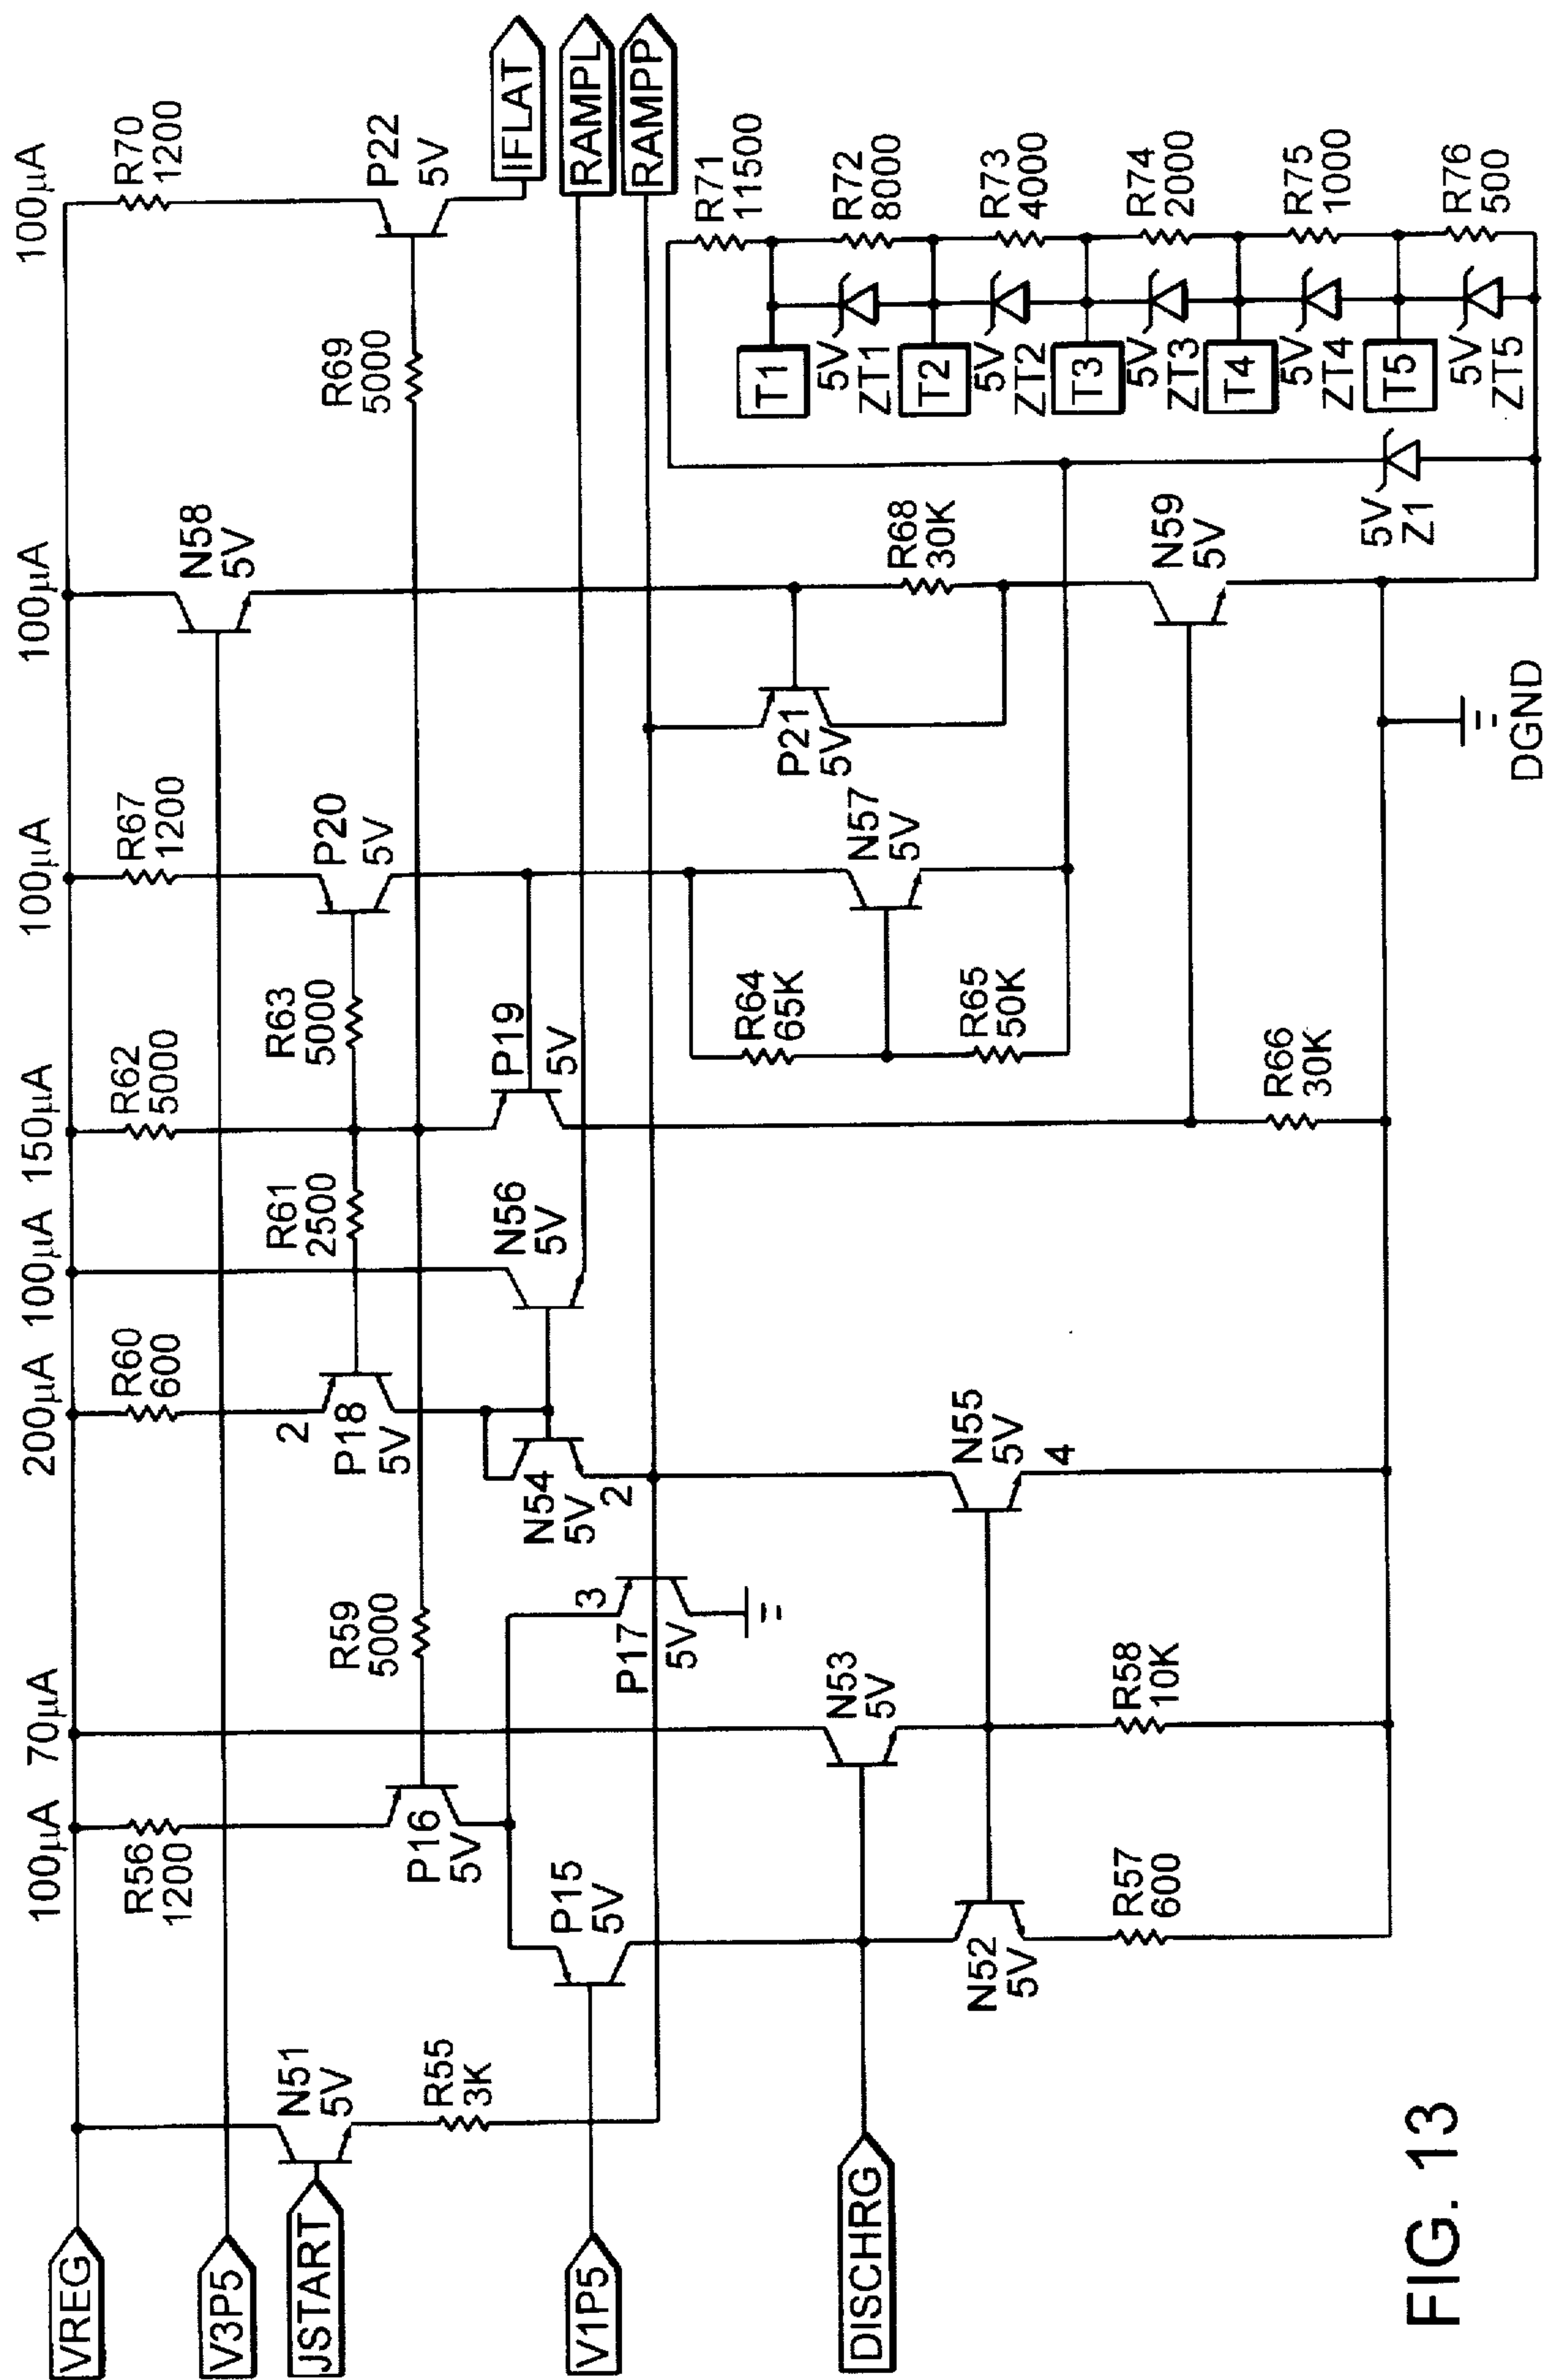 VREG
V3P5
JSTART
V1P5
DISCHRG
100µA
70µA
200µA
100µA
150µA
100µA
100µA
100µA
N51
5V
R55
3K
R56
1200
P16
5V
P15
5V
N52
5V
R57
600
N53
5V
R58
10K
R59
5000
3
P17
5V
R60
600
2
P18
5V
N54
5V
2
N55
5V
4
R61
2500
N56
5V
R62
5000
R63
5000
P19
5V
R64
65K
R65
50K
R66
30K
R67
1200
P20
5V
N57
5V
N58
5V
P21
5V
R68
30K
N59
5V
DGND
R69
5000
R70
1200
P22
5V
IFLAT
RAMPL
RAMPP
R71
11500
T1
R72
8000
5V
ZT1
T2
R73
4000
5V
ZT2
T3
R74
2000
5V
ZT3
T4
R75
1000
5V
ZT4
T5
R76
500
5V
ZT5
5V
Z1
FIG. 13